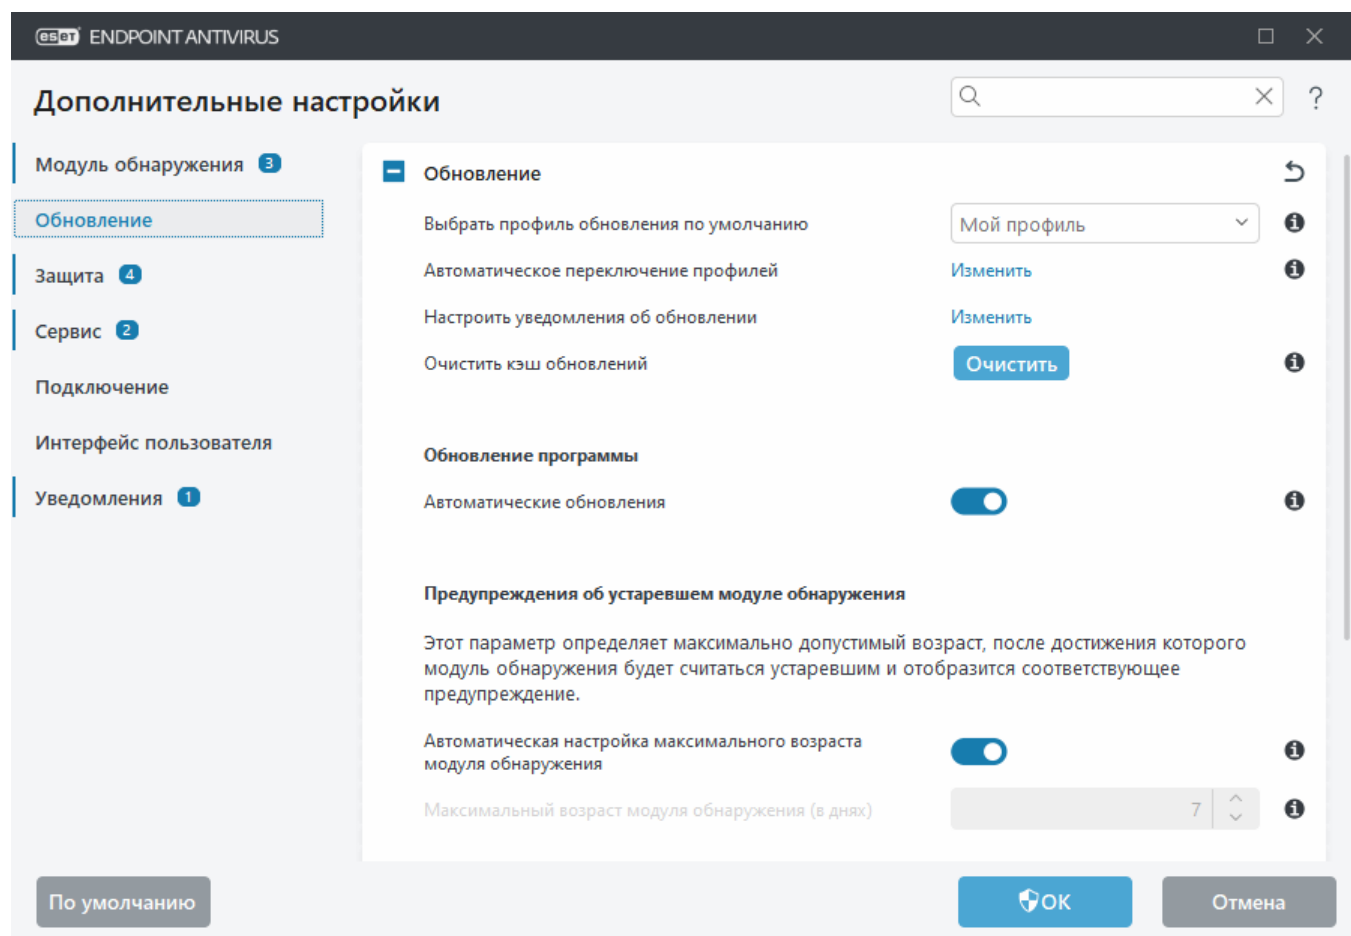 eset ENDPOINT ANTIVIRUS
Дополнительные настройки
?
Модуль обнаружения 3
Обновление
Защита 4
Сервис 2
Подключение
Интерфейс пользователя
Уведомления 1
Обновление
Выбрать профиль обновления по умолчанию
Мой профиль
Автоматическое переключение профилей
Изменить
Настроить уведомления об обновлении
Изменить
Очистить кэш обновлений
Очистить
Обновление программы
Автоматические обновления
Предупреждения об устаревшем модуле обнаружения
Этот параметр определяет максимально допустимый возраст, после достижения которого
модуль обнаружения будет считаться устаревшим и отобразится соответствующее
предупреждение.
Автоматическая настройка максимального возраста
модуля обнаружения
Максимальный возраст модуля обнаружения (в днях)
7
По умолчанию
ОК
Отмена